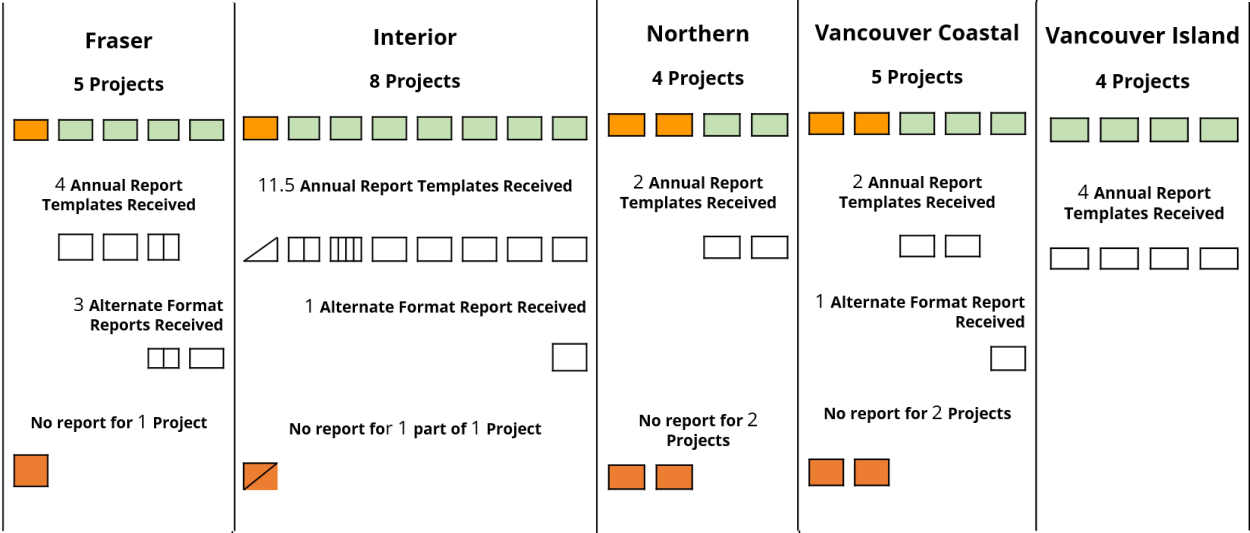 Fraser
5 Projects
4 Annual Report
Templates Received
3 Alternate Format
Reports Received
No report for 1 Project
Interior
8 Projects
11.5 Annual Report Templates Received
1 Alternate Format Report Received
No report for 1 part of 1 Project
Northern
4 Projects
2 Annual Report
Templates Received
No report for 2
Projects
Vancouver Coastal
5 Projects
2 Annual Report
Templates Received
1 Alternate Format Report
Received
No report for 2 Projects
Vancouver Island
4 Projects
4 Annual Report
Templates Received